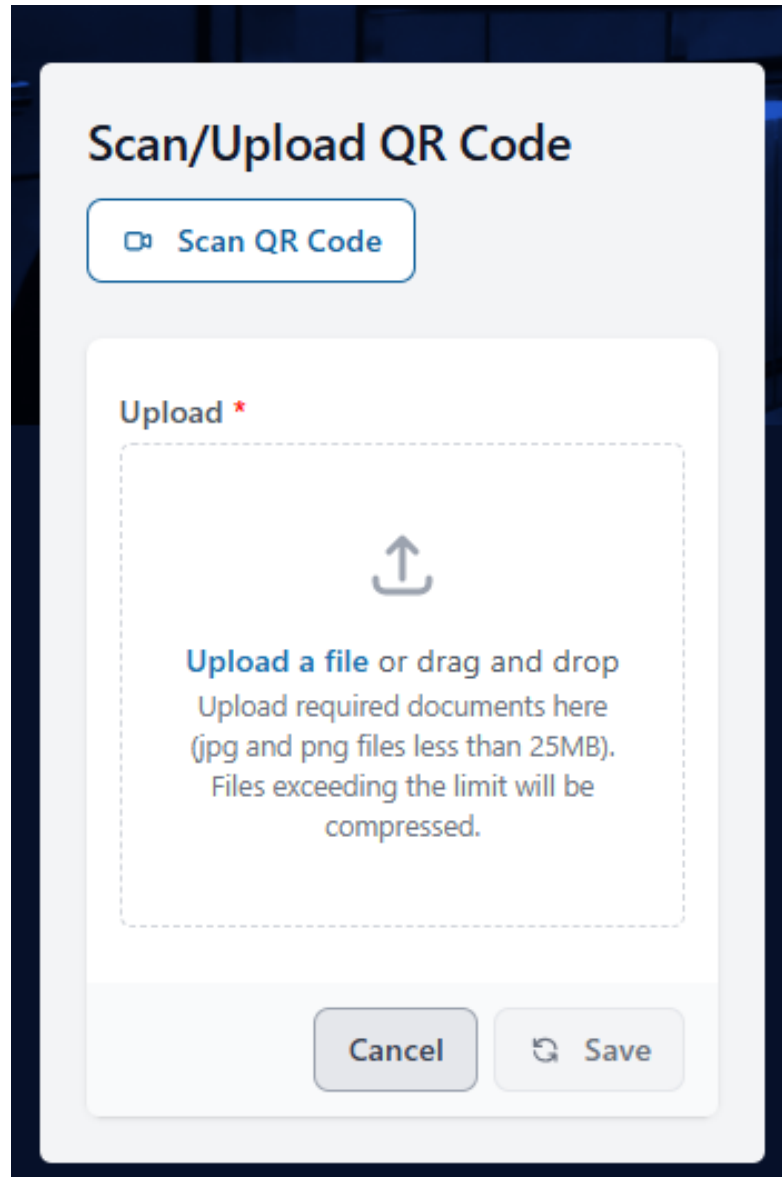 Scan/Upload QR Code
Scan QR Code
Upload *
Upload a file or drag and drop
Upload required documents here
(jpg and png files less than 25MB).
Files exceeding the limit will be
compressed.
Cancel
Save